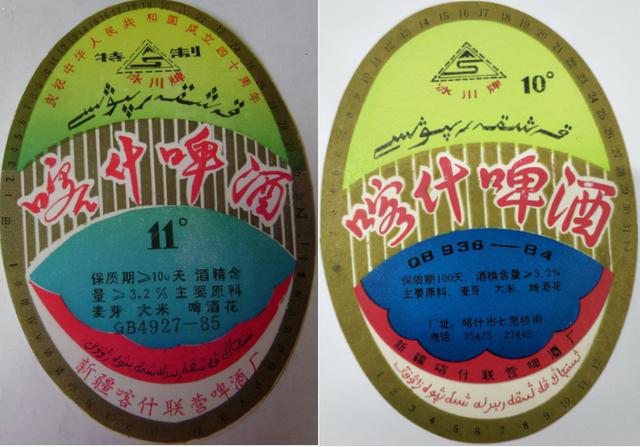 庆祝中华人民共和国成立四十周年
特制
冰川牌
قەشقەر پىۋىسى
喀什啤酒
11°
保质期≥100天 酒精含
量≥3.2% 主要原料
麦芽、大米、啤酒花
GB4927-85
新疆喀什联营啤酒厂
冰川牌
10°
قەشقەر پىۋىسى
喀什啤酒
QB 936—84
保质期100天、酒精含量≥3.2%
主要原料、麦芽、大米、啤酒花
厂址:喀什市七里桥南
电话:25423 23445
新疆喀什联营啤酒厂